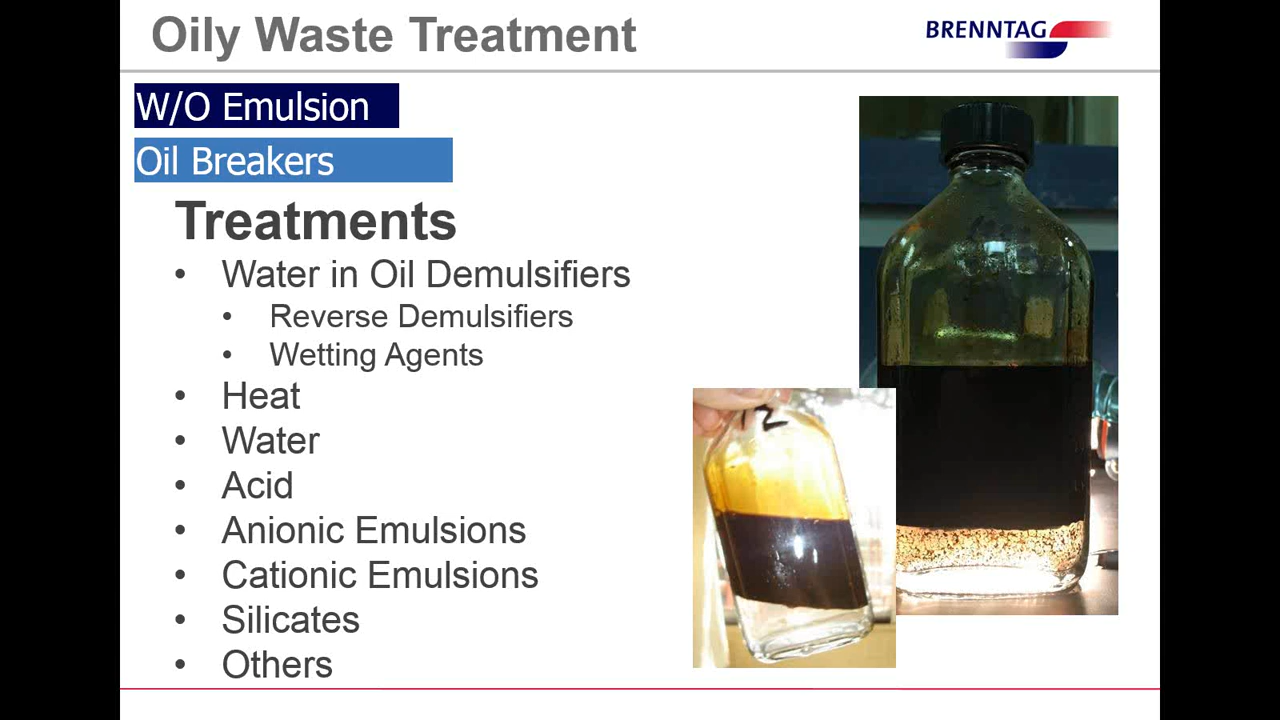 Oily Waste Treatment
BRENNTAG
W/O Emulsion
Oil Breakers
Treatments
• Water in Oil Demulsifiers
• Reverse Demulsifiers
• Wetting Agents
• Heat
• Water
• Acid
• Anionic Emulsions
• Cationic Emulsions
• Silicates
• Others
2